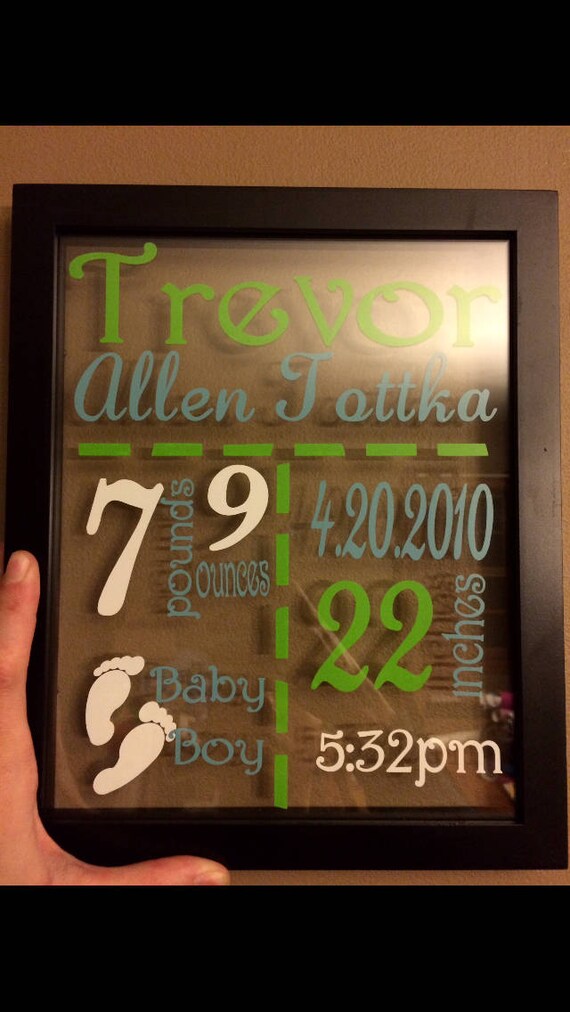 Trevor
Allen Tottka
7 pounds 9 ounces
4.20.2010
22 inches
Baby
Boy
5:32pm